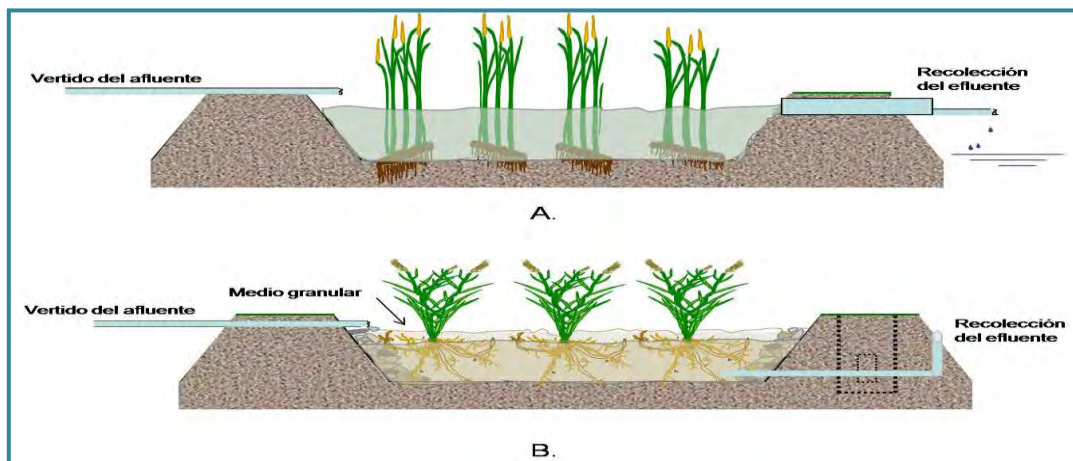 Vertido del afluente
Recolección
del efluente
A.
Medio granular
Vertido del afluente
Recolección
del efluente
B.